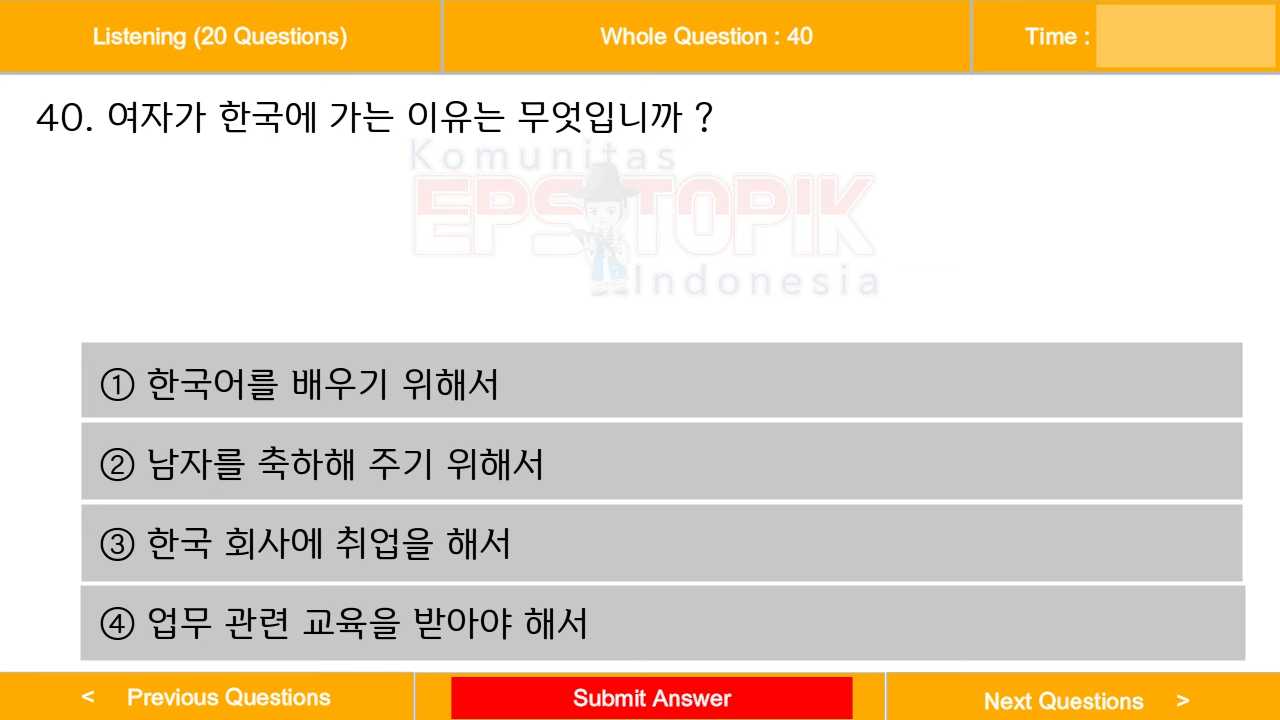 Listening (20 Questions)
Whole Question : 40
Time :
40. 여자가 한국에 가는 이유는 무엇입니까 ?
Komunitas
EPS TOPIK
Indonesia
① 한국어를 배우기 위해서
② 남자를 축하해 주기 위해서
③ 한국 회사에 취업을 해서
④ 업무 관련 교육을 받아야 해서
< Previous Questions
Submit Answer
Next Questions >